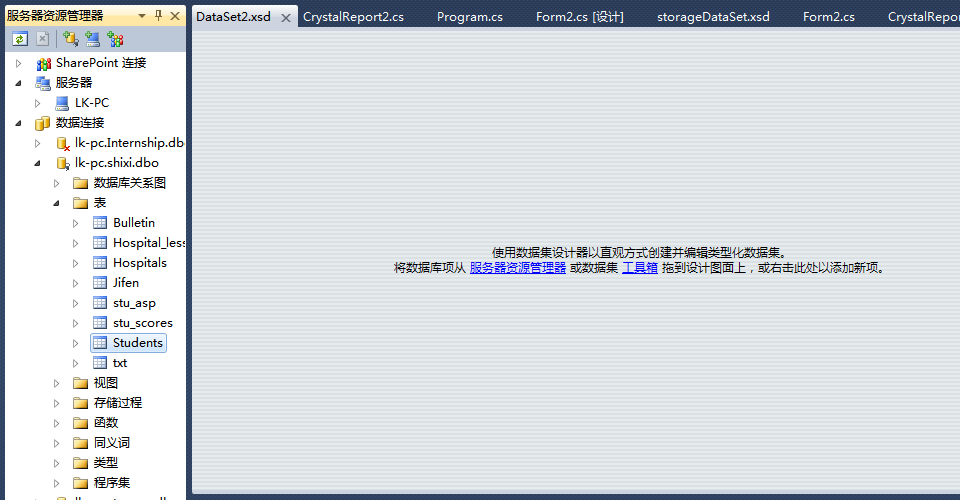 服务器资源管理器
DataSet2.xsd
CrystalReport2.cs
Program.cs
Form2.cs [设计]
storageDataSet.xsd
Form2.cs
CrystalRepor
SharePoint 连接
服务器
LK-PC
数据连接
lk-pc.Internship.db
lk-pc.shixi.dbo
数据库关系图
表
Bulletin
Hospital_less
Hospitals
Jifen
stu_asp
stu_scores
Students
txt
视图
存储过程
函数
同义词
类型
程序集
使用数据集设计器以直观方式创建并编辑类型化数据集。
将数据库项从 服务器资源管理器 或数据集 工具箱 拖到设计图面上，或右击此处以添加新项。